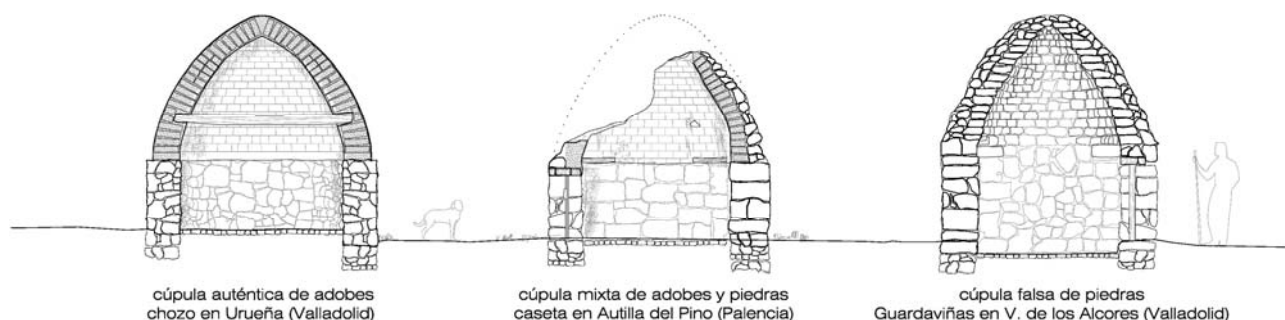 cúpula auténtica de adobes
chozo en Urueña (Valladolid)
cúpula mixta de adobes y piedras
caseta en Autilla del Pino (Palencia)
cúpula falsa de piedras
Guardaviñas en V. de los Alcores (Valladolid)